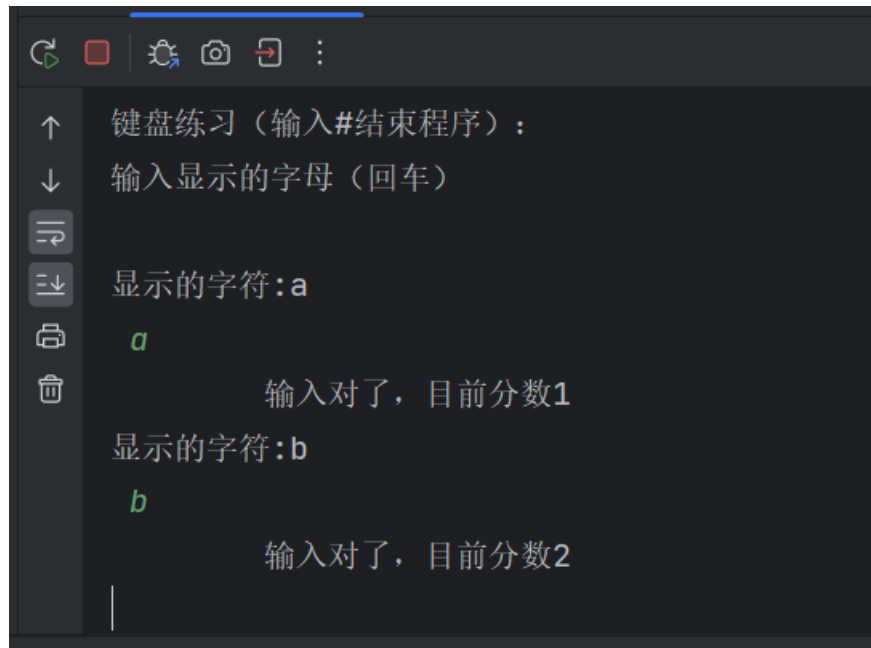 键盘练习（输入#结束程序）：
输入显示的字母（回车）
显示的字符:a
a
输入对了，目前分数1
显示的字符:b
b
输入对了，目前分数2